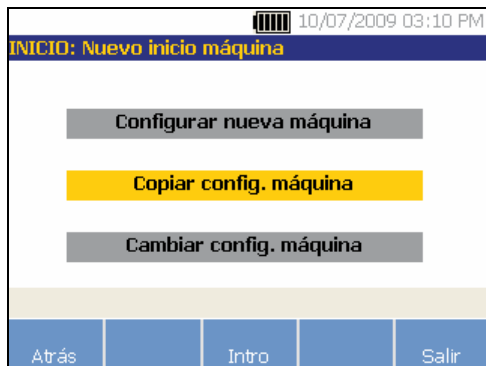 10/07/2009 03:10 PM
INICIO: Nuevo inicio máquina
Configurar nueva máquina
Copiar config. máquina
Cambiar config. máquina
Atrás Intro Salir